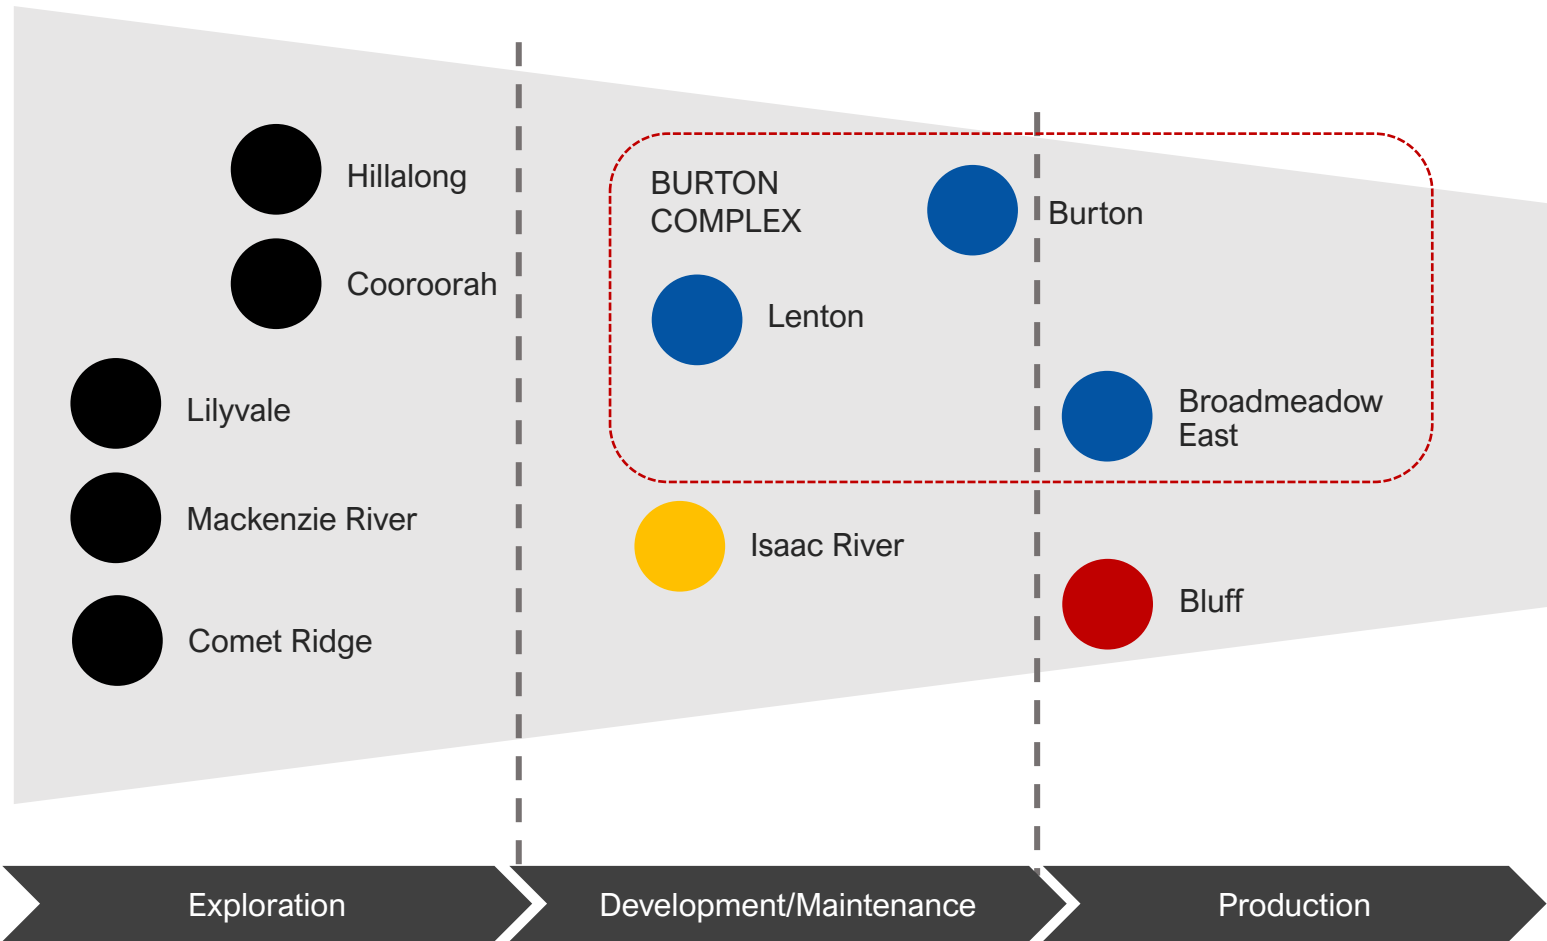 Hillalong
Cooroorah
Lilyvale
Mackenzie River
Comet Ridge
BURTON
COMPLEX
Burton
Lenton
Broadmeadow
East
Isaac River
Bluff
Exploration
Development/Maintenance
Production